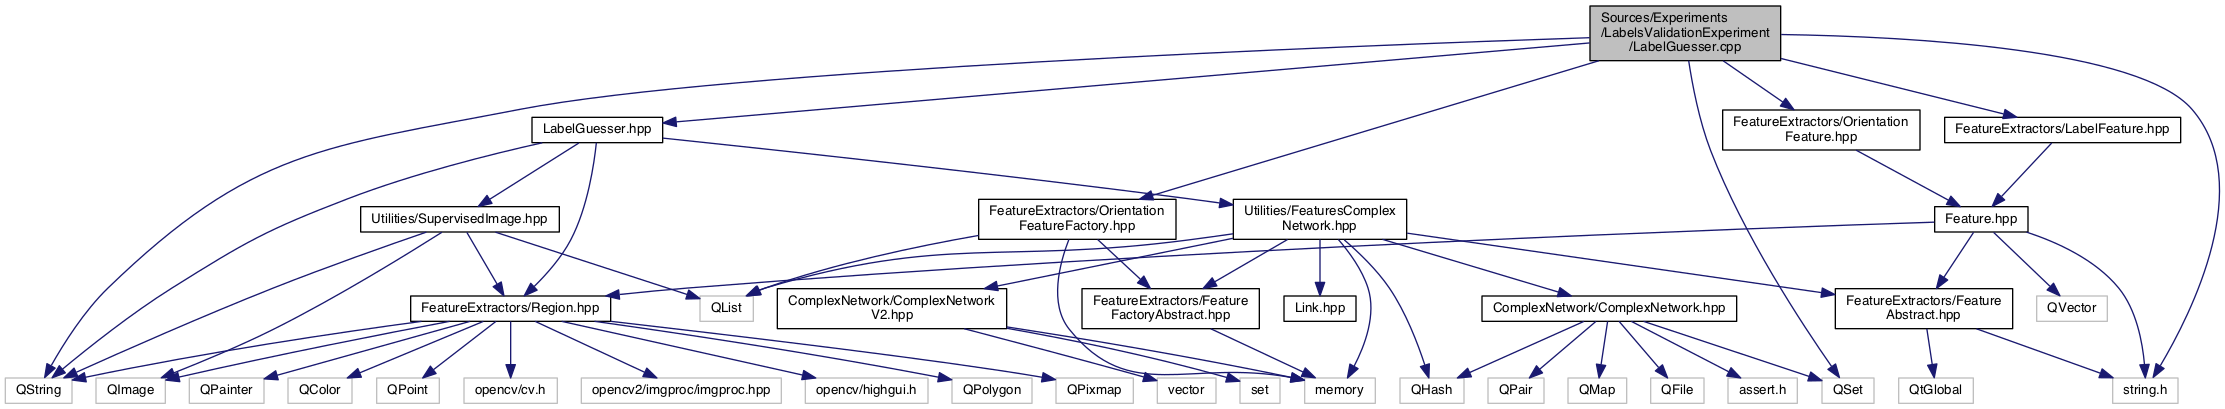 Sources/Experiments
/LabelsValidationExperiment
/LabelGuesser.cpp
LabelGuesser.hpp
FeatureExtractors/Orientation
Feature.hpp
FeatureExtractors/LabelFeature.hpp
Utilities/SupervisedImage.hpp
FeatureExtractors/Orientation
FeatureFactory.hpp
Utilities/FeaturesComplex
Network.hpp
Feature.hpp
FeatureExtractors/Region.hpp
QList
ComplexNetwork/ComplexNetwork
V2.hpp
FeatureExtractors/Feature
FactoryAbstract.hpp
Link.hpp
ComplexNetwork/ComplexNetwork.hpp
FeatureExtractors/Feature
Abstract.hpp
QVector
QString
QImage
QPainter
QColor
QPoint
opencv/cv.h
opencv2/imgproc/imgproc.hpp
opencv/highgui.h
QPolygon
QPixmap
vector
set
memory
QHash
QPair
QMap
QFile
assert.h
QSet
QtGlobal
string.h